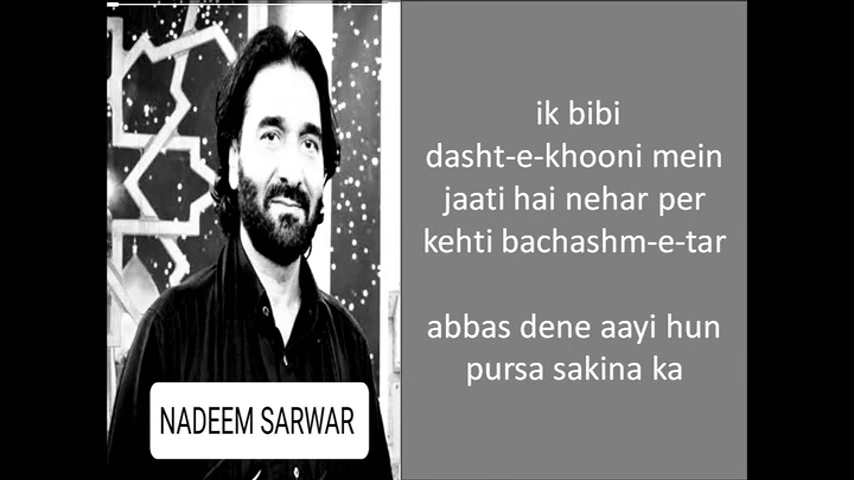 ik bibi
dasht-e-khooni mein
jaati hai nehar per
kehti bachashm-e-tar
abbas dene aayi hun
pursa sakina ka
NADEEM SARWAR